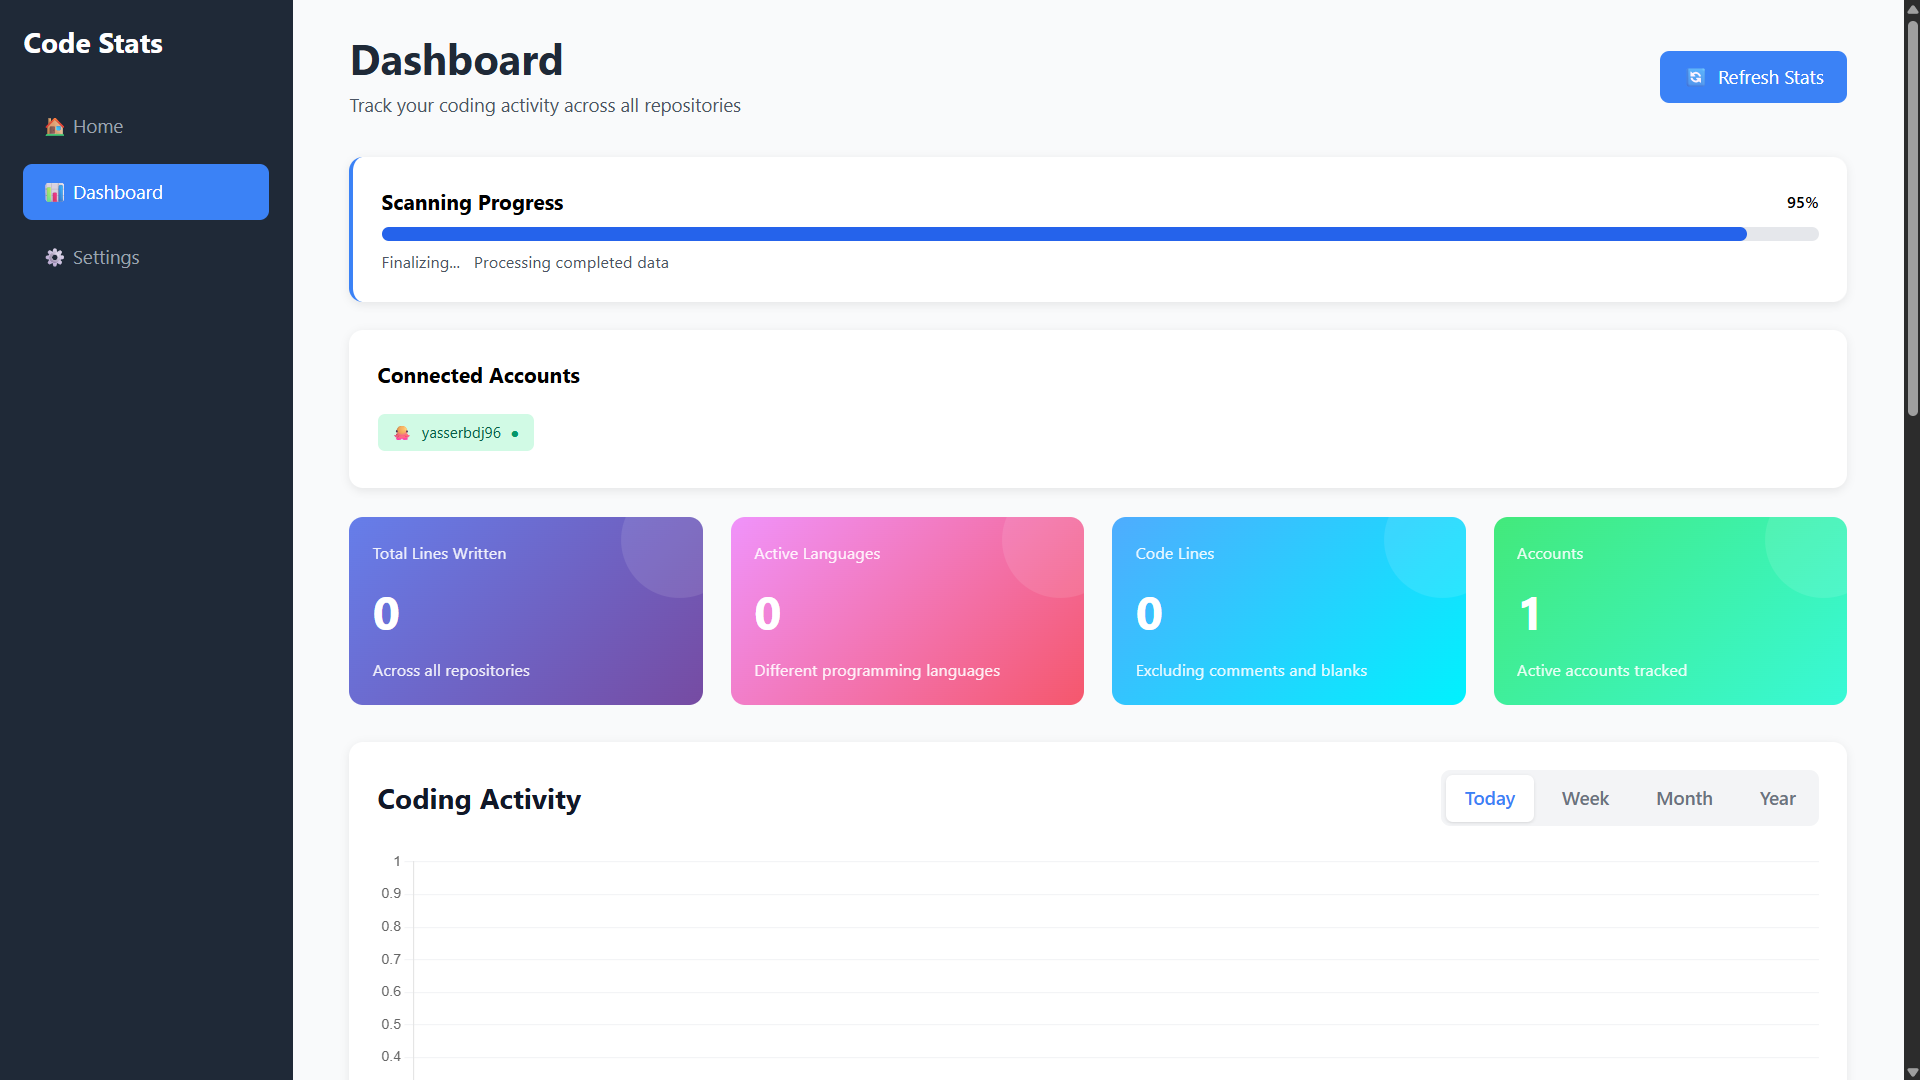 Code Stats
Home
Dashboard
Settings
Dashboard
Track your coding activity across all repositories
Refresh Stats
Scanning Progress
95%
Finalizing... Processing completed data
Connected Accounts
yasserbdj96
Total Lines Written
0
Across all repositories
Active Languages
0
Different programming languages
Code Lines
0
Excluding comments and blanks
Accounts
1
Active accounts tracked
Coding Activity
Today Week Month Year
1
0.9
0.8
0.7
0.6
0.5
0.4